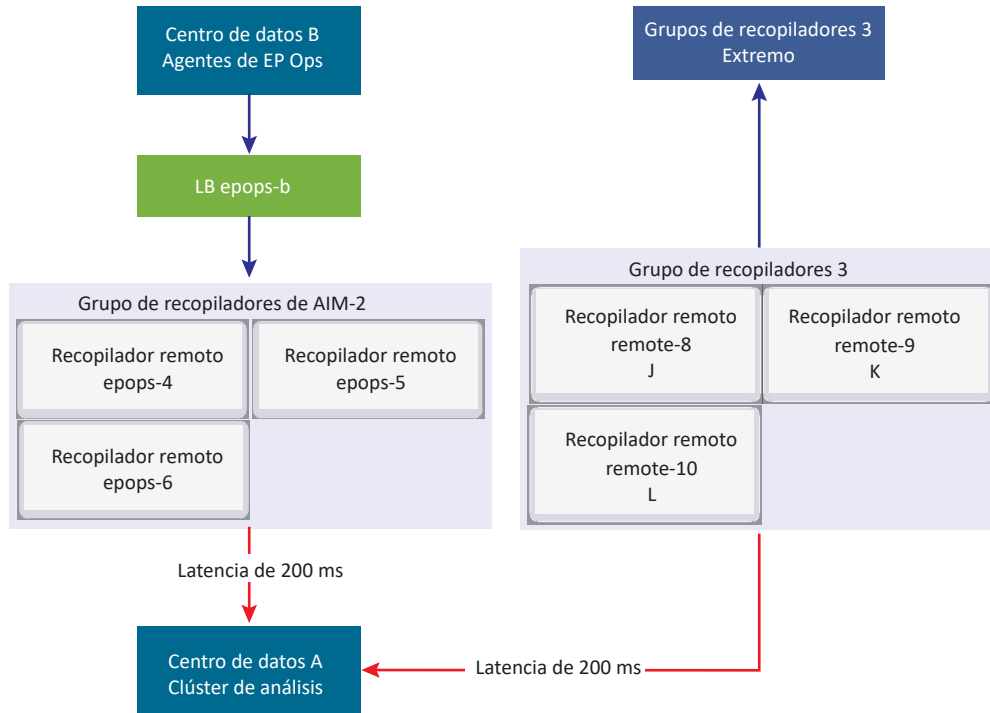 Centro de datos B
Agentes de EP Ops
LB epops-b
Grupo de recopiladores de AIM-2
Recopilador remoto
epops-4
Recopilador remoto
epops-5
Recopilador remoto
epops-6
Latencia de 200 ms
Centro de datos A
Clúster de análisis
Grupos de recopiladores 3
Extremo
Grupo de recopiladores 3
Recopilador remoto
remote-8
J
Recopilador remoto
remote-9
K
Recopilador remoto
remote-10
L
Latencia de 200 ms